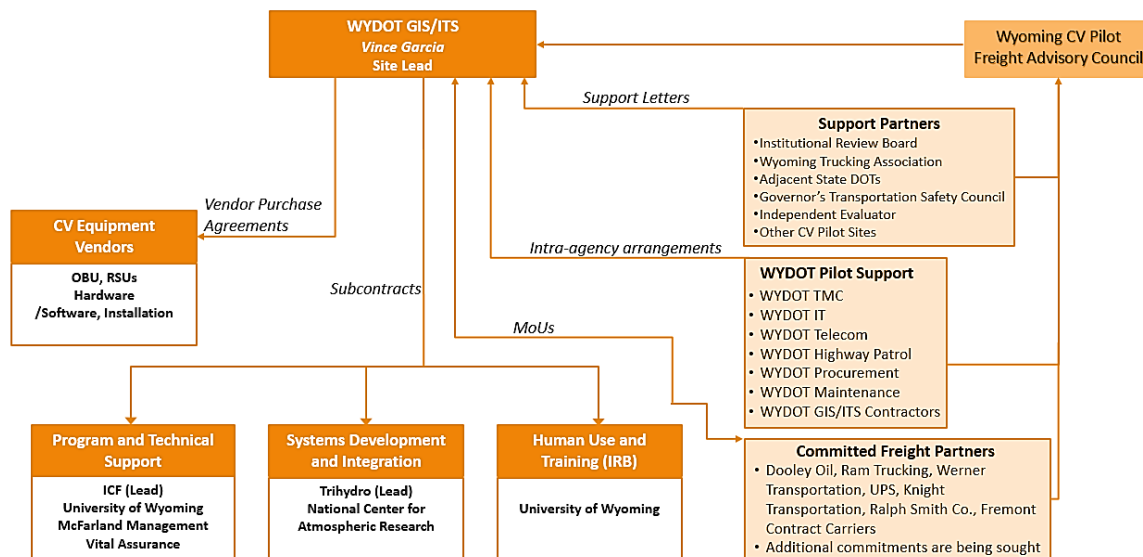 WYDOT GIS/ITS
Vince Garcia
Site Lead
Wyoming CV Pilot
Freight Advisory Council
Support Letters
Support Partners
•Institutional Review Board
•Wyoming Trucking Association
•Adjacent State DOTs
•Governor's Transportation Safety Council
•Independent Evaluator
•Other CV Pilot Sites
Vendor Purchase
Agreements
CV Equipment
Vendors
OBU, RSUs
Hardware
/Software, Installation
Intra-agency arrangements
WYDOT Pilot Support
• WYDOT TMC
• WYDOT IT
• WYDOT Telecom
• WYDOT Highway Patrol
• WYDOT Procurement
• WYDOT Maintenance
• WYDOT GIS/ITS Contractors
Subcontracts
MoUs
Program and Technical
Support
ICF (Lead)
University of Wyoming
McFarland Management
Vital Assurance
Systems Development
and Integration
Trihydro (Lead)
National Center for
Atmospheric Research
Human Use and
Training (IRB)
University of Wyoming
Committed Freight Partners
• Dooley Oil, Ram Trucking, Werner
Transportation, UPS, Knight
Transportation, Ralph Smith Co., Fremont
Contract Carriers
• Additional commitments are being sought